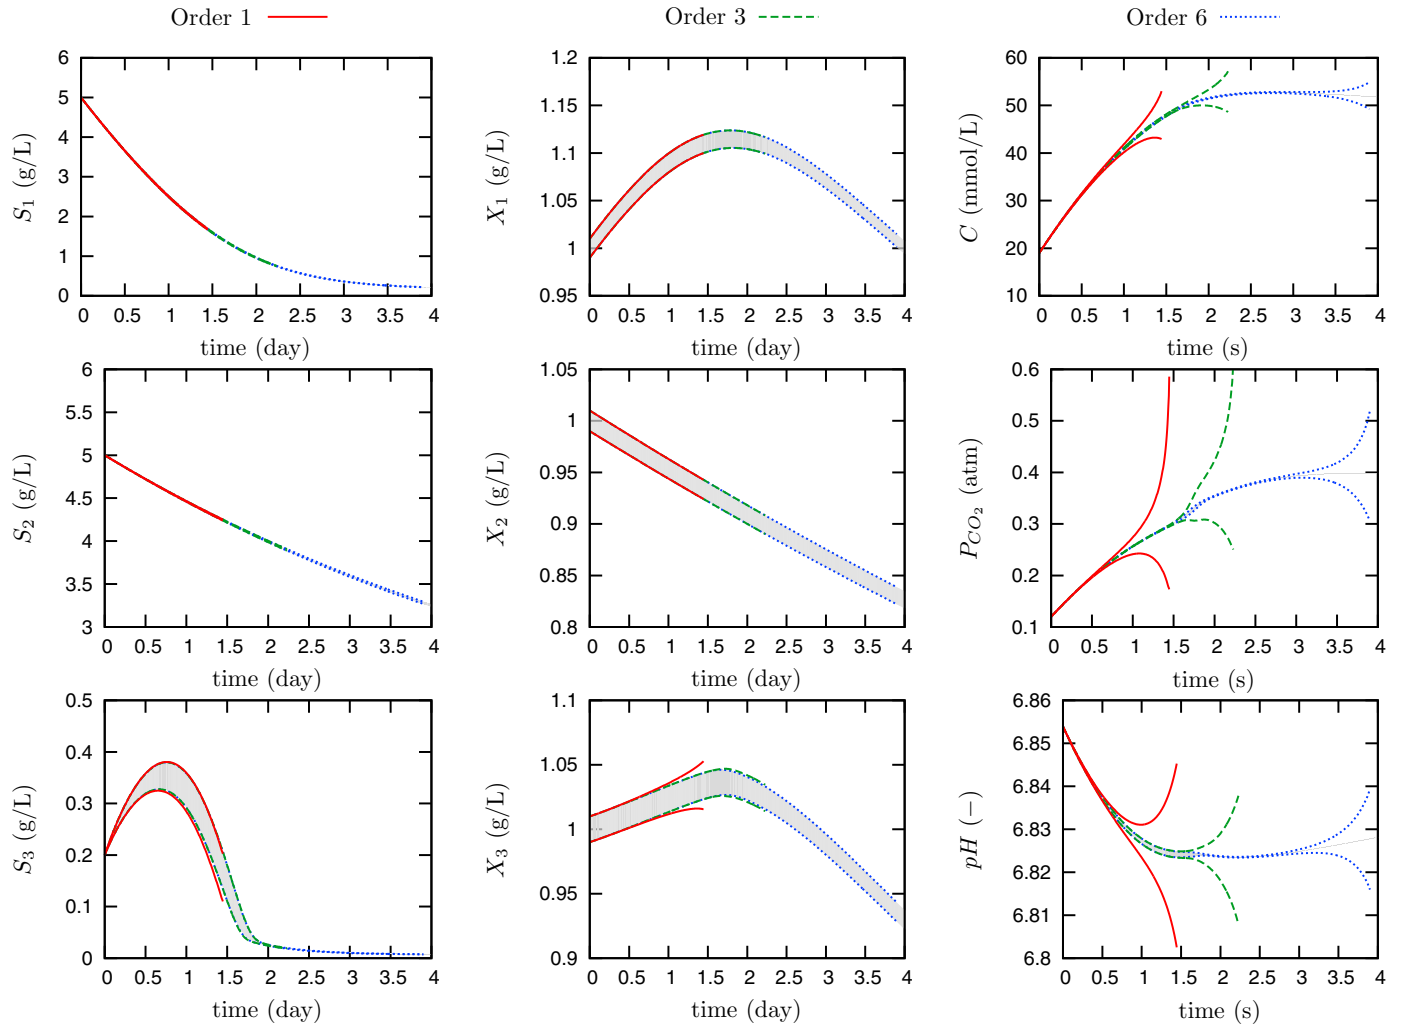 Order 1
Order 3
Order 6
6
5
4
3
2
1
0
S1 (g/L)
0 0.5 1 1.5 2 2.5 3 3.5 4
time (day)
1.2
1.15
1.1
1.05
1
0.95
X1 (g/L)
0 0.5 1 1.5 2 2.5 3 3.5 4
time (day)
60
50
40
30
20
10
C (mmol/L)
0 0.5 1 1.5 2 2.5 3 3.5 4
time (s)
6
5.5
5
4.5
4
3.5
3
S2 (g/L)
0 0.5 1 1.5 2 2.5 3 3.5 4
time (day)
1.05
1
0.95
0.9
0.85
0.8
X2 (g/L)
0 0.5 1 1.5 2 2.5 3 3.5 4
time (day)
0.6
0.5
0.4
0.3
0.2
0.1
PCO2 (atm)
0 0.5 1 1.5 2 2.5 3 3.5 4
time (s)
0.5
0.4
0.3
0.2
0.1
0
S3 (g/L)
0 0.5 1 1.5 2 2.5 3 3.5 4
time (day)
1.1
1.05
1
0.95
0.9
X3 (g/L)
0 0.5 1 1.5 2 2.5 3 3.5 4
time (day)
6.86
6.85
6.84
6.83
6.82
6.81
6.8
pH (−)
0 0.5 1 1.5 2 2.5 3 3.5 4
time (s)